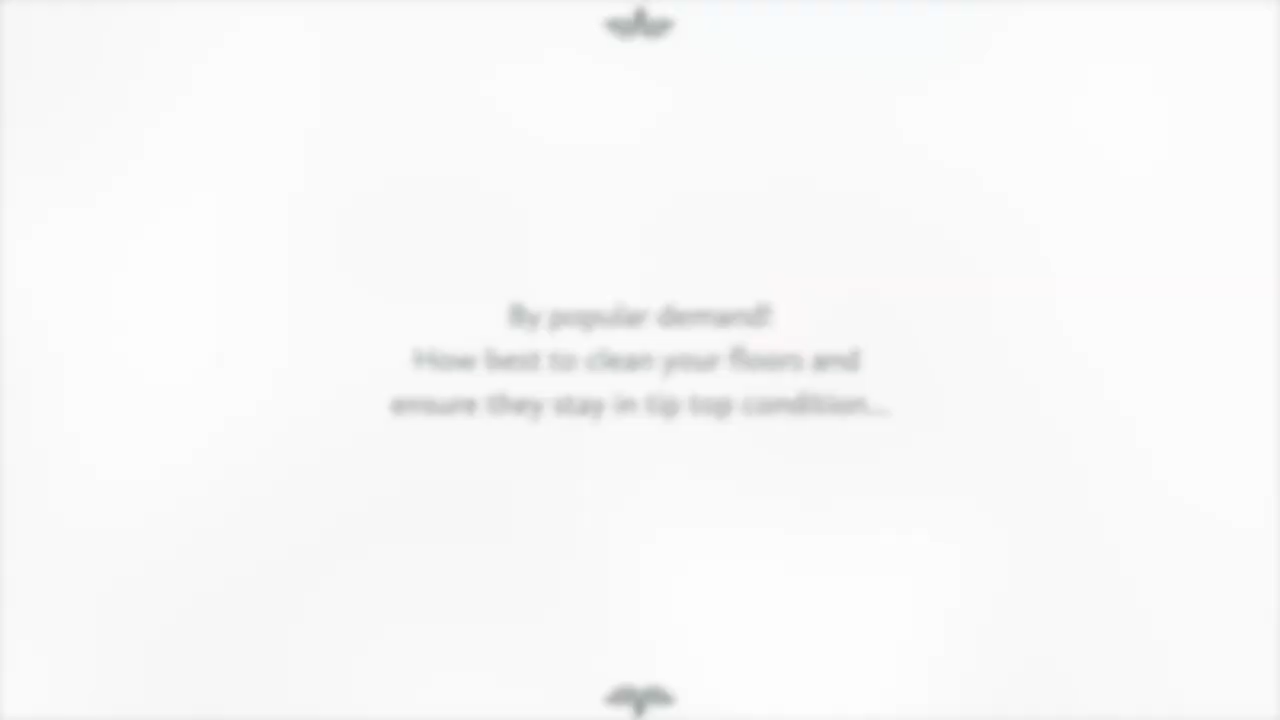 By popular demand!
How best to clean your floors and
ensure they stay in tip top condition...